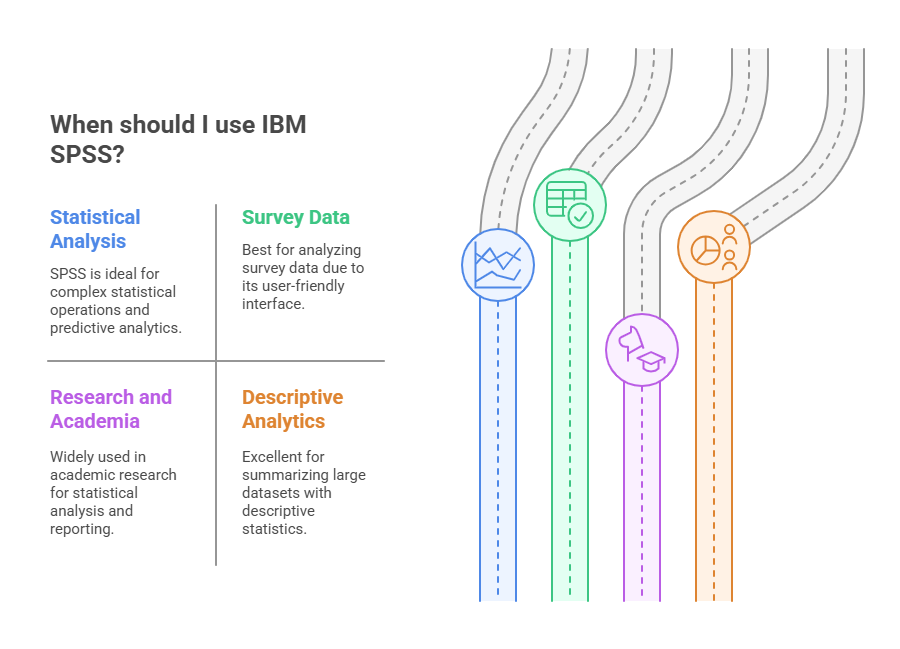 When should I use IBM
SPSS?
Statistical
Analysis
SPSS is ideal for
complex statistical
operations and
predictive analytics.
Survey Data
Best for analyzing
survey data due to
its user-friendly
interface.
Research and
Academia
Widely used in
academic research
for statistical
analysis and
reporting.
Descriptive
Analytics
Excellent for
summarizing large
datasets with
descriptive
statistics.